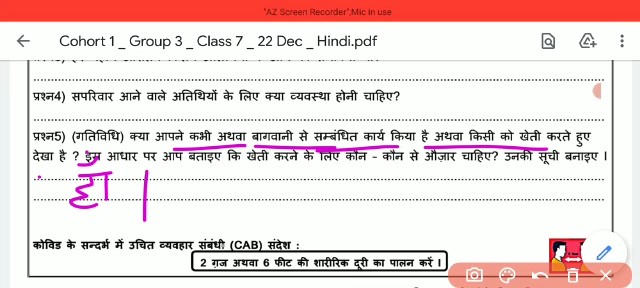 "AZ Screen Recorder",Mic in use
Cohort 1 _ Group 3 _ Class 7 _ 22 Dec _ Hindi.pdf
प्रश्न4) सपरिवार आने वाले अतिथियों के लिए क्या व्यवस्था होनी चाहिए?
प्रश्न5) (गतिविधि) क्या आपने कभी अथवा बागवानी से सम्बंधित कार्य किया है अथवा किसी को खेती करते हुए
देखा है ? इस आधार पर आप बताइए कि खेती करने के लिए कौन - कौन से औज़ार चाहिए? उनकी सूची बनाइए ।
हाँ ।
कोविड के सन्दर्भ में उचित व्यवहार संबंधी (CAB) संदेश :
2 ग़ज अथवा 6 फीट की शारीरिक दूरी का पालन करें ।